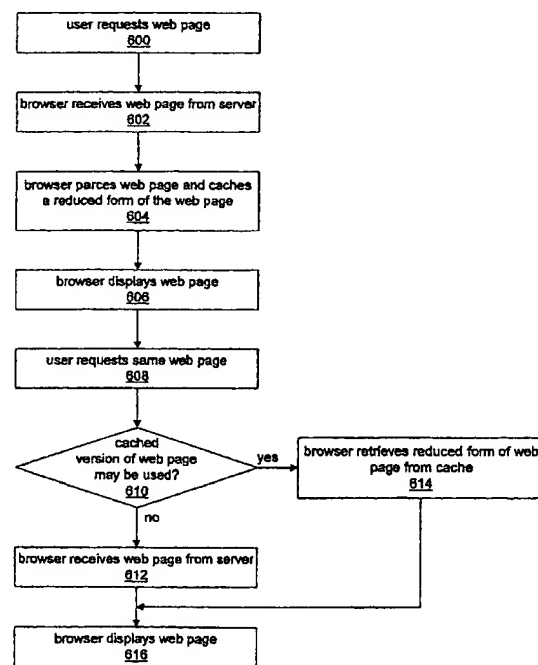 user requests web page
600
browser receives web page from server
602
browser parces web page and caches
a reduced form of the web page
604
browser displays web page
606
user requests same web page
608
cached
version of web page
may be used?
610
yes
browser retrieves reduced form of web
page from cache
614
no
browser receives web page from server
612
browser displays web page
616